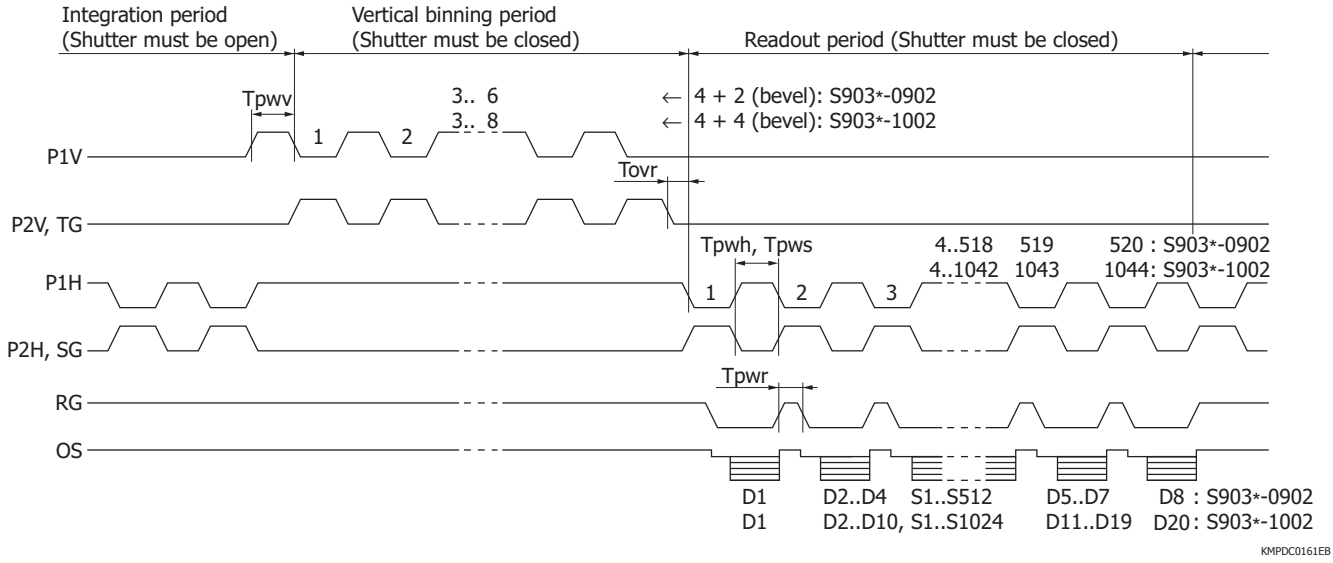 Integration period
(Shutter must be open)
Vertical binning period
(Shutter must be closed)
Readout period (Shutter must be closed)
Tpwv
3.. 6
← 4 + 2 (bevel): S903*-0902
3.. 8
← 4 + 4 (bevel): S903*-1002
1
2
P1V
Tovr
P2V, TG
Tpwh, Tpws
4..518 519 520 : S903*-0902
4..1042 1043 1044: S903*-1002
P1H
1
2
3
P2H, SG
Tpwr
RG
OS
D1 D2..D4 S1..S512 D5..D7 D8 : S903*-0902
D1 D2..D10, S1..S1024 D11..D19 D20: S903*-1002
KMPDC0161EB